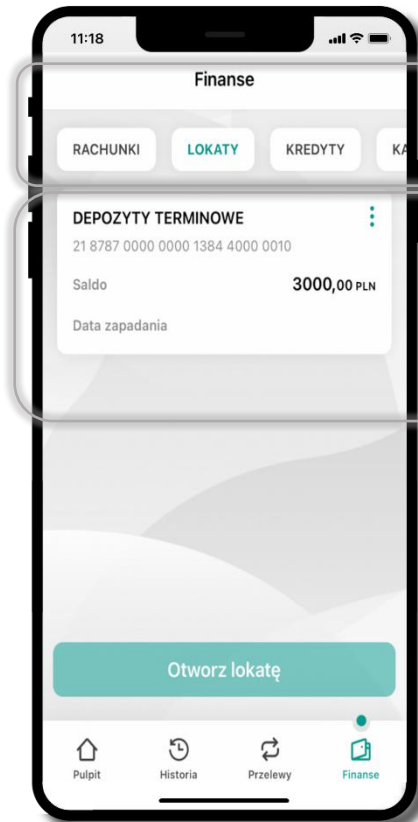 11:18
Finanse
RACHUNKI LOKATY KREDYTY KA
DEPOZYTY TERMINOWE
21 8787 0000 0000 1384 4000 0010
Saldo 3000,00 PLN
Data zapadania
Otworz lokatę
Pulpit Historia Przelewy Finanse